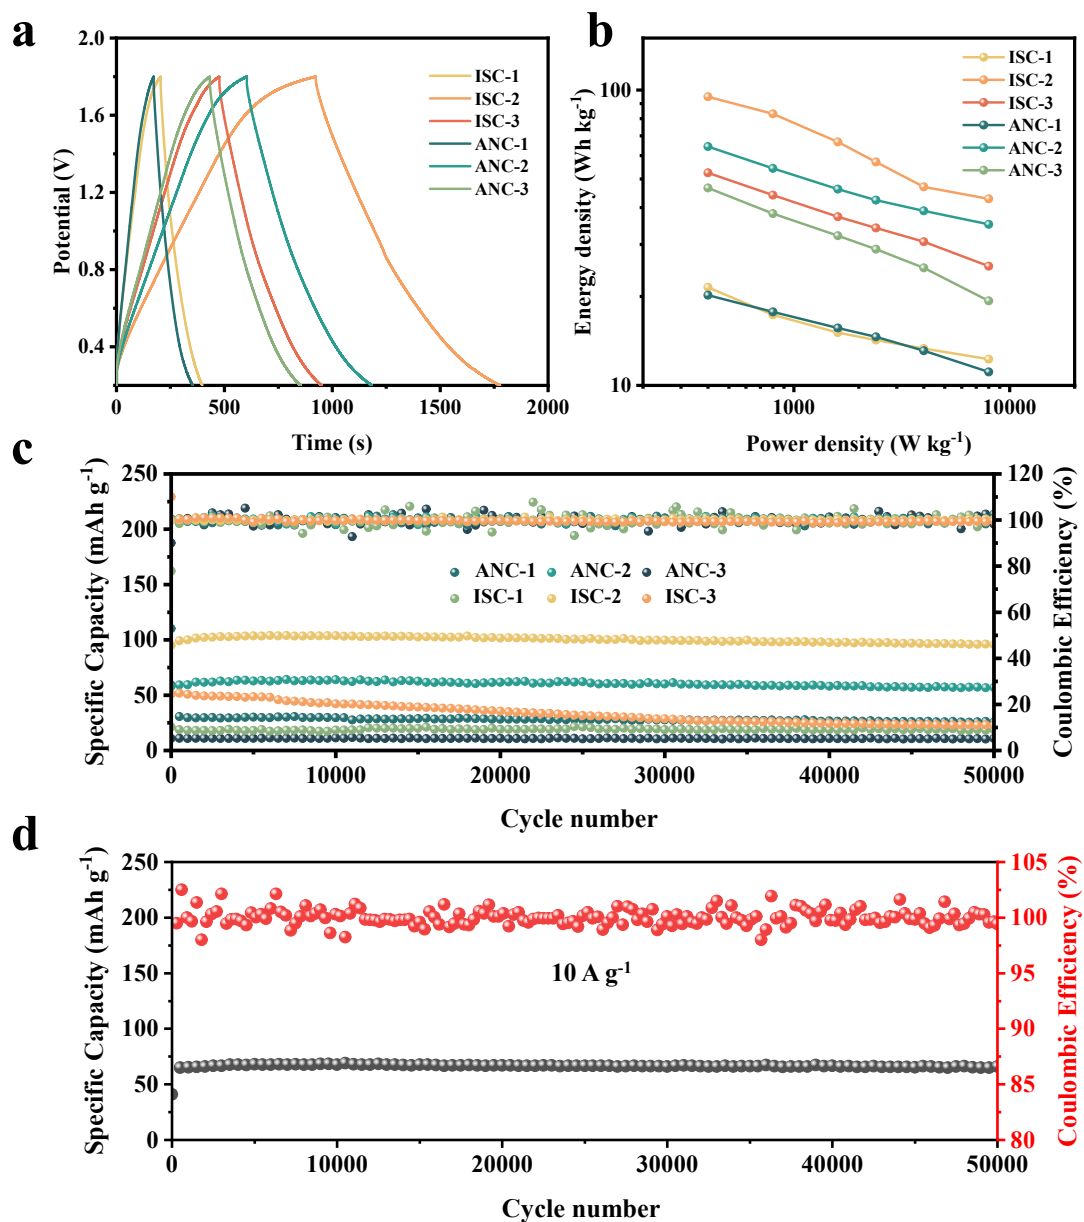 a
2.0
1.6
1.2
0.8
0.4
Potential (V)
ISC-1
ISC-2
ISC-3
ANC-1
ANC-2
ANC-3
0 500 1000 1500 2000
Time (s)
b
100
10
Energy density (Wh kg⁻¹)
ISC-1
ISC-2
ISC-3
ANC-1
ANC-2
ANC-3
1000 10000
Power density (W kg⁻¹)
c
250
200
150
100
50
0
Specific Capacity (mAh g⁻¹)
ANC-1 ANC-2 ANC-3
ISC-1 ISC-2 ISC-3
120
100
80
60
40
20
0
Coulombic Efficiency (%)
0 10000 20000 30000 40000 50000
Cycle number
d
250
200
150
100
50
0
Specific Capacity (mAh g⁻¹)
10 A g⁻¹
105
100
95
90
85
80
Coulombic Efficiency (%)
0 10000 20000 30000 40000 50000
Cycle number